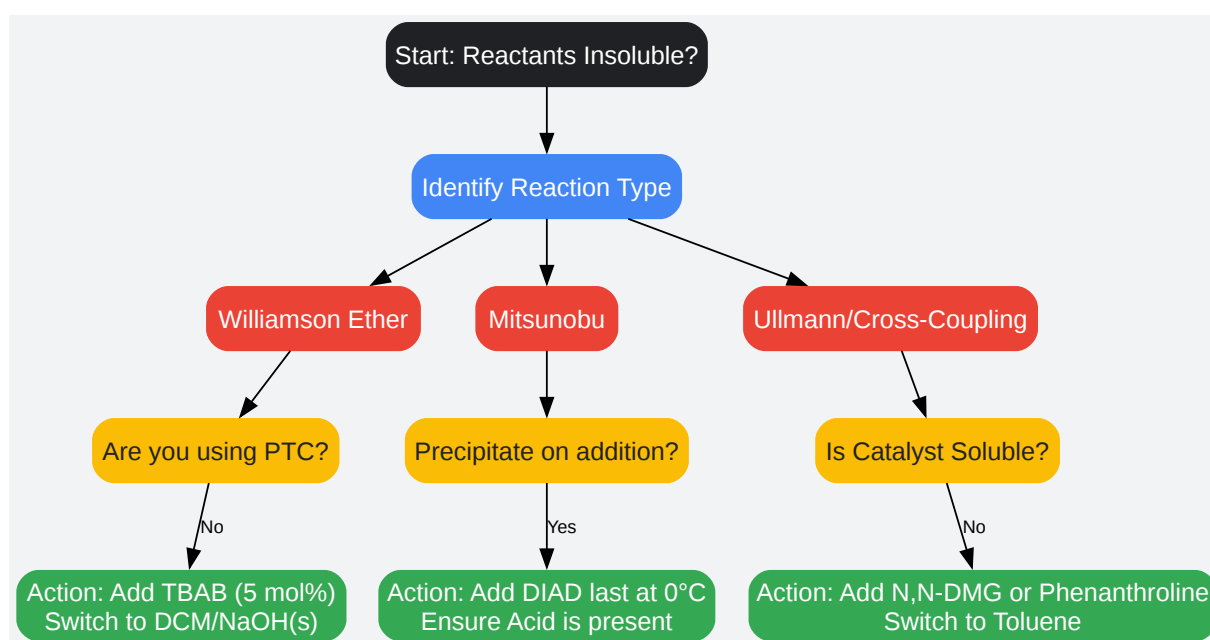 Start: Reactants Insoluble?
Identify Reaction Type
Williamson Ether
Mitsunobu
Ullmann/Cross-Coupling
Are you using PTC?
Precipitate on addition?
Is Catalyst Soluble?
No
Yes
No
Action: Add TBAB (5 mol%)
Switch to DCM/NaOH(s)
Action: Add DIAD last at 0°C
Ensure Acid is present
Action: Add N,N-DMG or Phenanthroline
Switch to Toluene